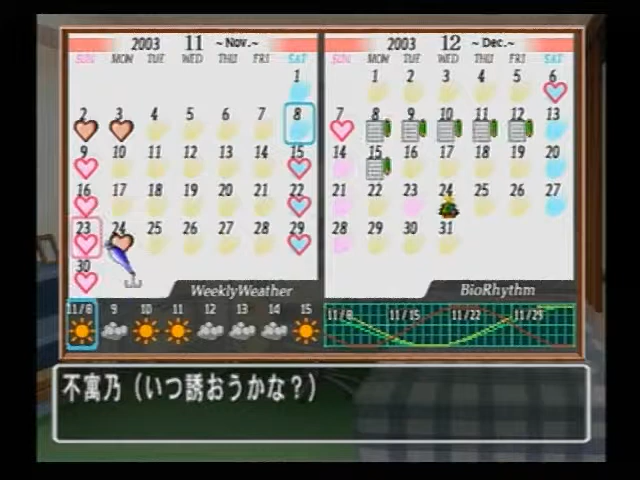 2003 11 ~Nov.~
SUN MON TUE WED THU FRI SAT
1
2 3 4 5 6 7 8
9 10 11 12 13 14 15
16 17 18 19 20 21 22
23 24 25 26 27 28 29
30
WeeklyWeather
11/8 9 10 11 12 13 14 15
2003 12 ~Dec.~
SUN MON TUE WED THU FRI SAT
1 2 3 4 5 6
7 8 9 10 11 12 13
14 15 16 17 18 19 20
21 22 23 24 25 26 27
28 29 30 31
BioRhythm
11/8 11/15 11/22 11/29
不寓乃(いつ誘おうかな?)